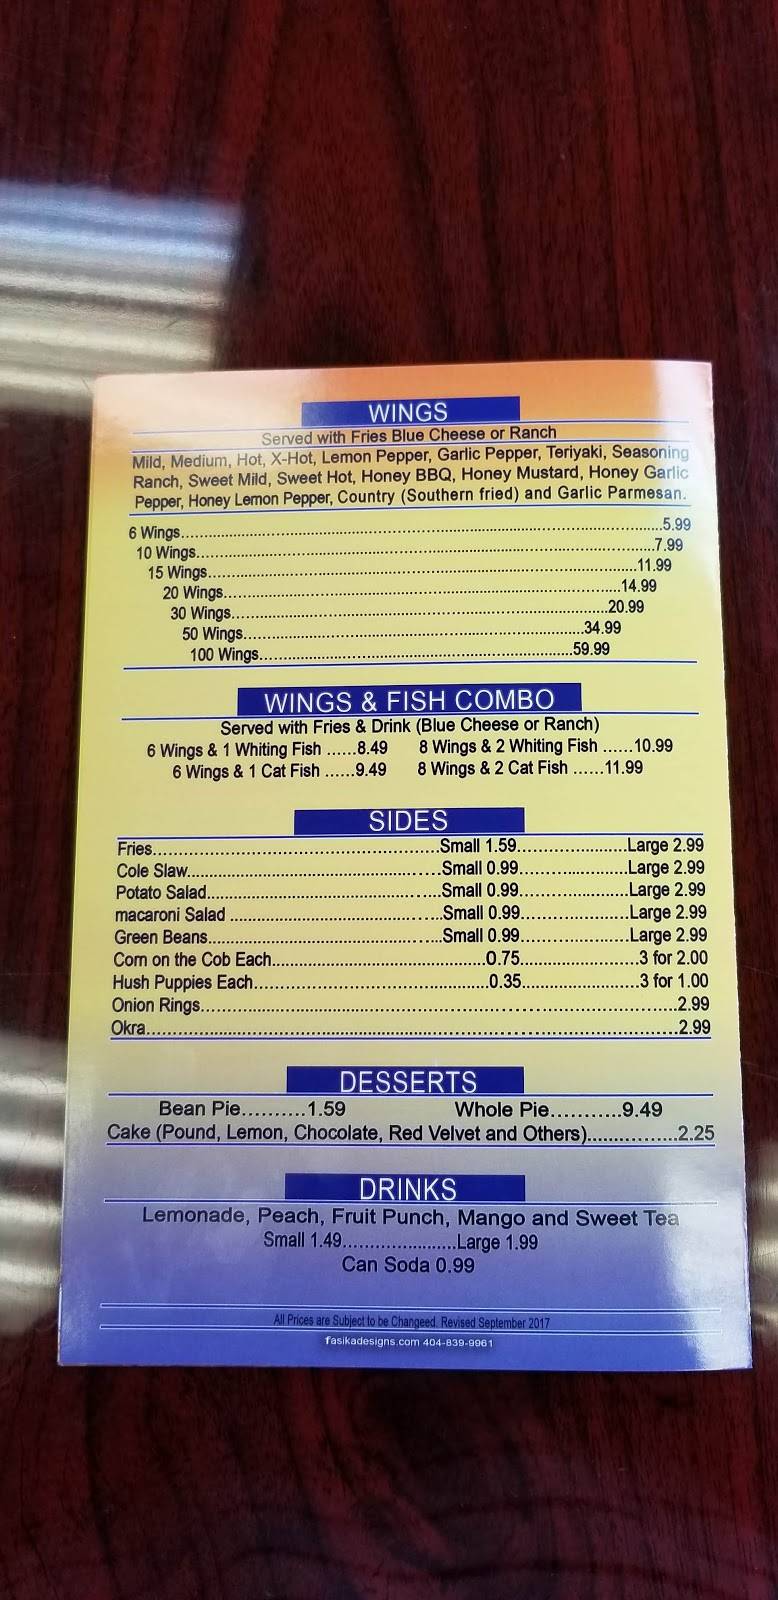 WINGS
Served with Fries Blue Cheese or Ranch
Mild, Medium, Hot, X-Hot, Lemon Pepper, Garlic Pepper, Teriyaki, Seasoning
Ranch, Sweet Mild, Sweet Hot, Honey BBQ, Honey Mustard, Honey Garlic
Pepper, Honey Lemon Pepper, Country (Southern fried) and Garlic Parmesan.
6 Wings....................5.99
10 Wings....................7.99
15 Wings....................11.99
20 Wings....................14.99
30 Wings....................20.99
50 Wings....................34.99
100 Wings....................59.99
WINGS & FISH COMBO
Served with Fries & Drink (Blue Cheese or Ranch)
6 Wings & 1 Whiting Fish ......8.49 8 Wings & 2 Whiting Fish ......10.99
6 Wings & 1 Cat Fish ......9.49 8 Wings & 2 Cat Fish ......11.99
SIDES
Fries....................Small 1.59....................Large 2.99
Cole Slaw....................Small 0.99....................Large 2.99
Potato Salad....................Small 0.99....................Large 2.99
macaroni Salad ....................Small 0.99....................Large 2.99
Green Beans....................Small 0.99....................Large 2.99
Corn on the Cob Each....................0.75....................3 for 2.00
Hush Puppies Each....................0.35....................3 for 1.00
Onion Rings....................2.99
Okra....................2.99
DESSERTS
Bean Pie..........1.59 Whole Pie...........9.49
Cake (Pound, Lemon, Chocolate, Red Velvet and Others)................2.25
DRINKS
Lemonade, Peach, Fruit Punch, Mango and Sweet Tea
Small 1.49.....................Large 1.99
Can Soda 0.99
All Prices are Subject to be Changeed. Revised September 2017
fasikadesigns.com 404-839-9961